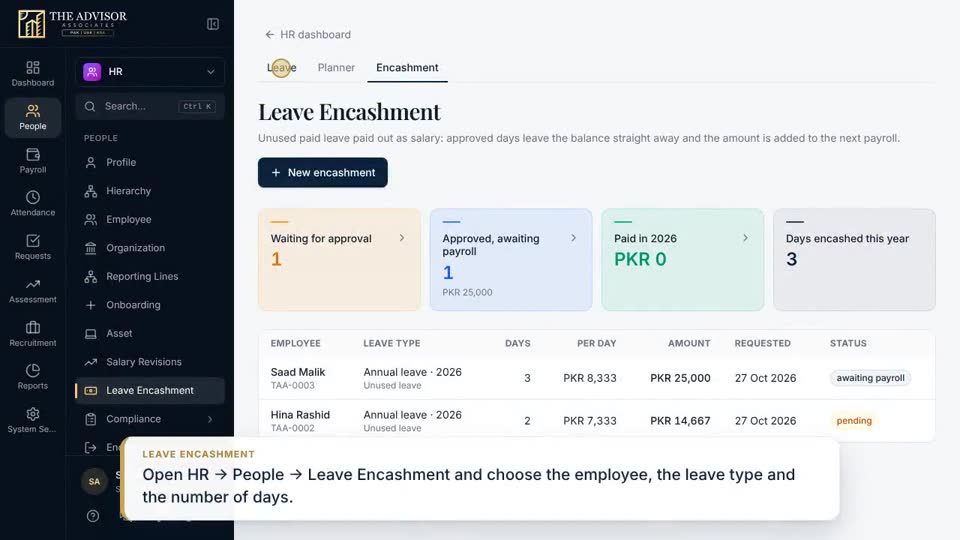 THE ADVISOR
ASSOCIATES
PAK | UAE | KSA
Dashboard
People
Payroll
Attendance
Requests
Assessment
Recruitment
Reports
System Se...
HR
Search...
Ctrl K
PEOPLE
Profile
Hierarchy
Employee
Organization
Reporting Lines
Onboarding
Asset
Salary Revisions
Leave Encashment
Compliance
SA
HR dashboard
Leave Planner Encashment
Leave Encashment
Unused paid leave paid out as salary: approved days leave the balance straight away and the amount is added to the next payroll.
+ New encashment
Waiting for approval
1
Approved, awaiting
payroll
1
PKR 25,000
Paid in 2026
PKR 0
Days encashed this year
3
EMPLOYEE LEAVE TYPE DAYS PER DAY AMOUNT REQUESTED STATUS
Saad Malik Annual leave · 2026 3 PKR 8,333 PKR 25,000 27 Oct 2026 awaiting payroll
TAA-0003 Unused leave
Hina Rashid Annual leave · 2026 2 PKR 7,333 PKR 14,667 27 Oct 2026 pending
TAA-0002 Unused leave
LEAVE ENCASHMENT
Open HR → People → Leave Encashment and choose the employee, the leave type and
the number of days.